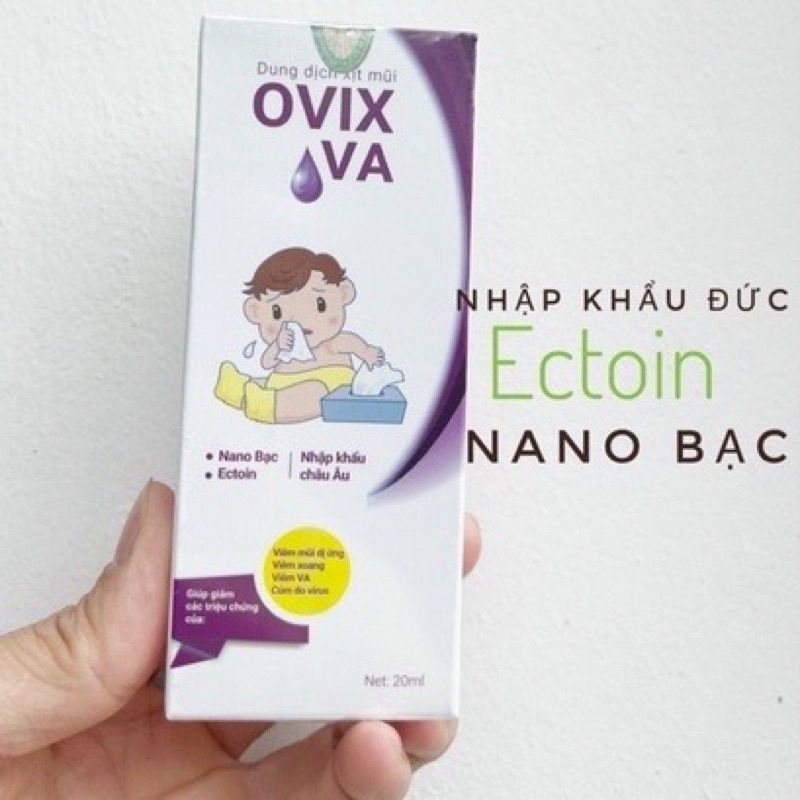 Dung dịch xịt mũi
OVIX
VA
NHẬP KHẨU ĐỨC
Ectoin
NANO BẠC
• Nano Bạc
• Ectoin
Nhập khẩu
châu Âu
Viêm mũi dị ứng
Viêm xoang
Viêm VA
Cúm do virus
Giúp giảm
các triệu chứng
của:
Net: 20ml